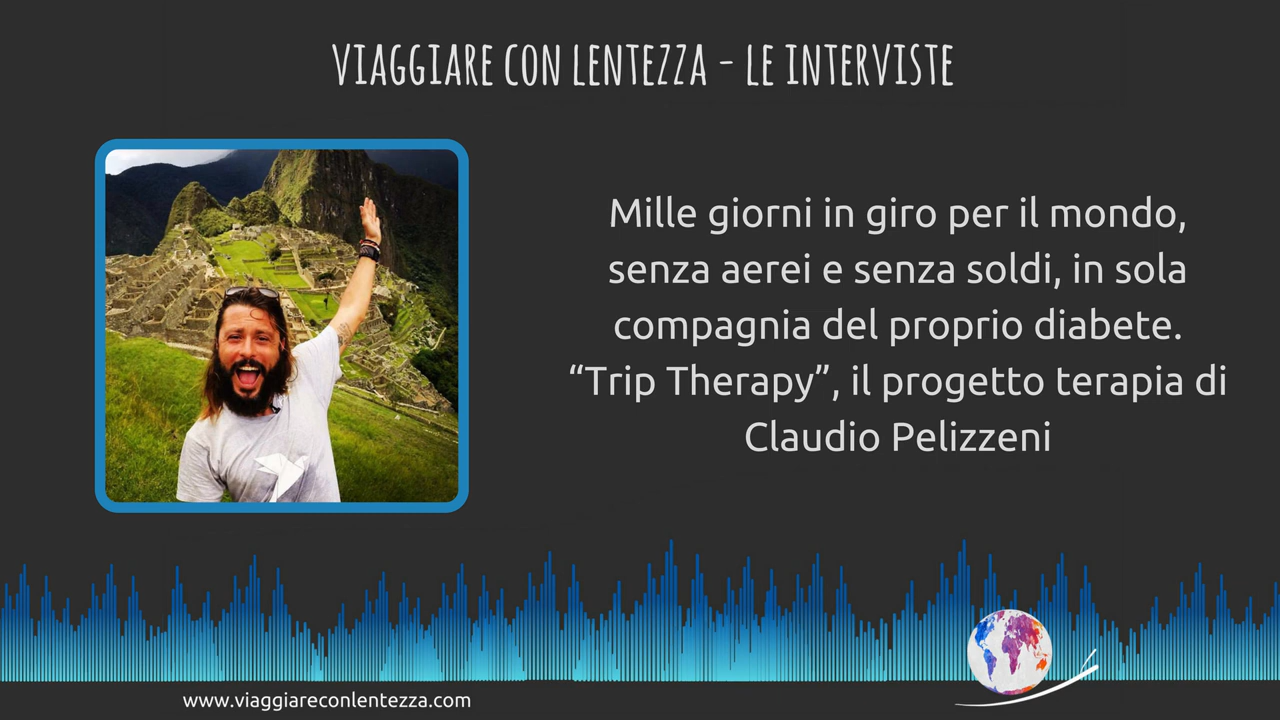 VIAGGIARE CON LENTEZZA - LE INTERVISTE
Mille giorni in giro per il mondo,
senza aerei e senza soldi, in sola
compagnia del proprio diabete.
“Trip Therapy”, il progetto terapia di
Claudio Pelizzeni
www.viaggiareconlentezza.com